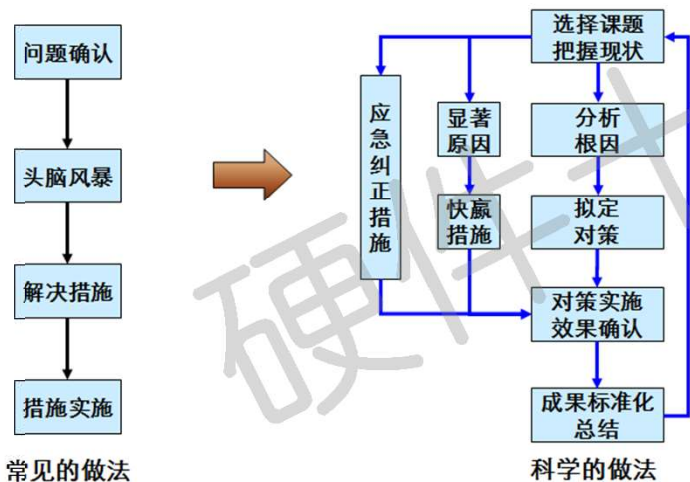 问题确认
头脑风暴
解决措施
措施实施
常见的做法
选择课题
把握现状
应急纠正措施
显著
原因
分析
根因
快赢
措施
拟定
对策
对策实施
效果确认
成果标准化
总结
科学的做法
硬件十